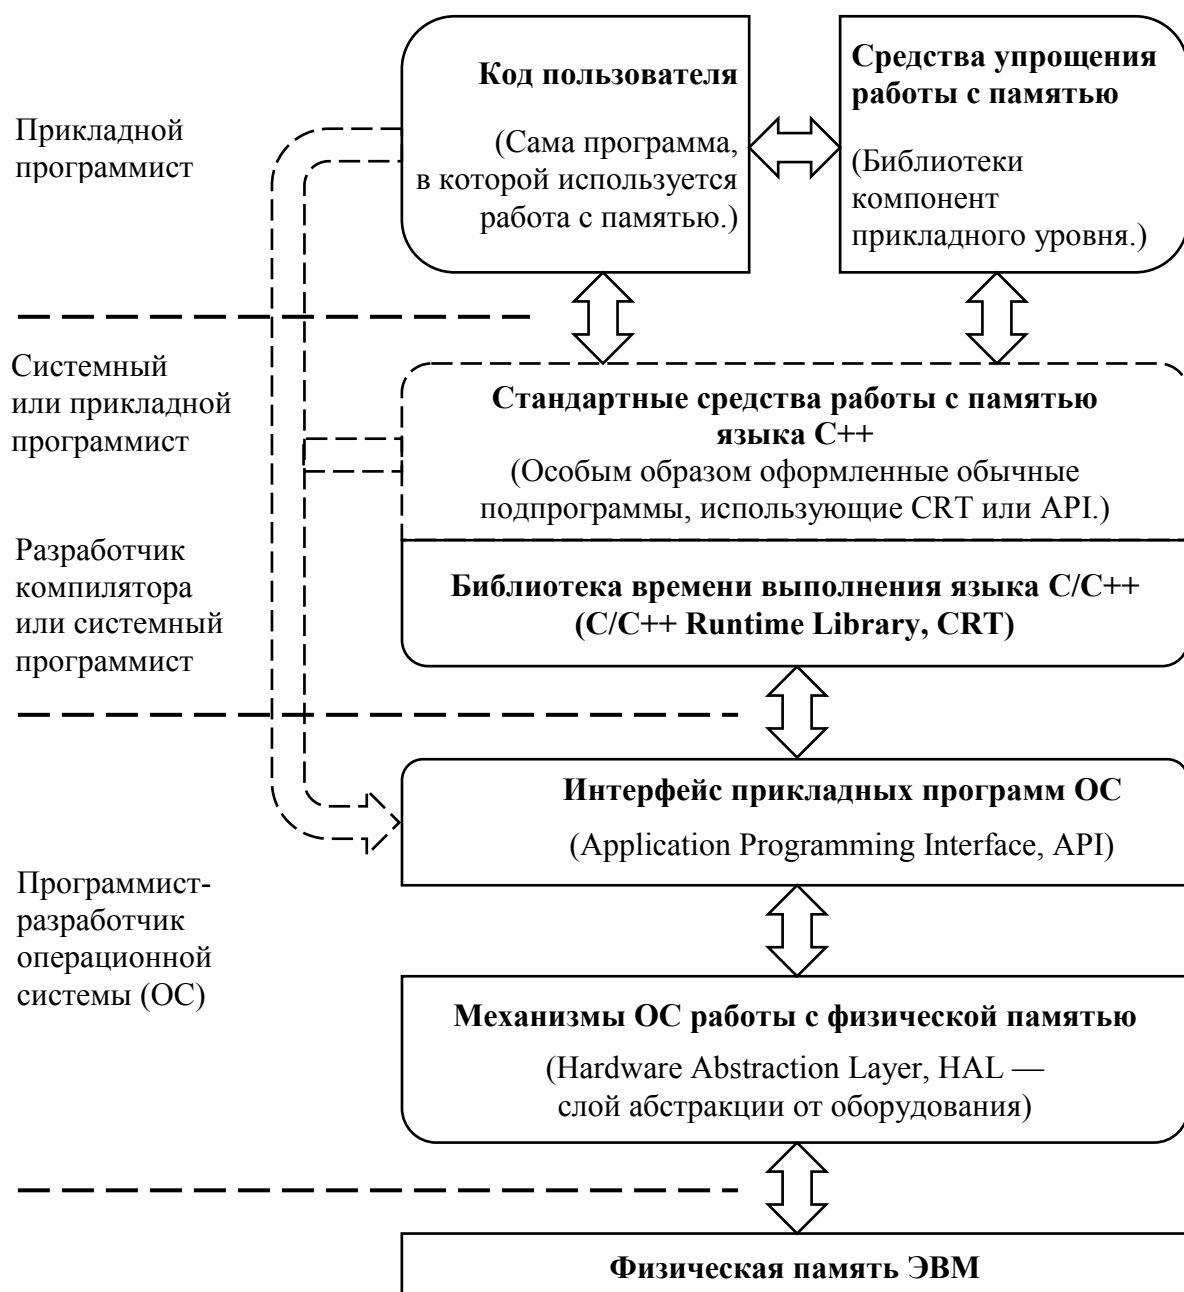 Код пользователя
(Сама программа,
в которой используется
работа с памятью.)
Средства упрощения
работы с памятью
(Библиотеки
компонент
прикладного уровня.)
Прикладной
программист
Системный
или прикладной
программист
Стандартные средства работы с памятью
языка C++
(Особым образом оформленные обычные
подпрограммы, использующие CRT или API.)
Разработчик
компилятора
или системный
программист
Библиотека времени выполнения языка C/C++
(C/C++ Runtime Library, CRT)
Интерфейс прикладных программ ОС
(Application Programming Interface, API)
Программист-
разработчик
операционной
системы (ОС)
Механизмы ОС работы с физической памятью
(Hardware Abstraction Layer, HAL —
слой абстракции от оборудования)
Физическая память ЭВМ